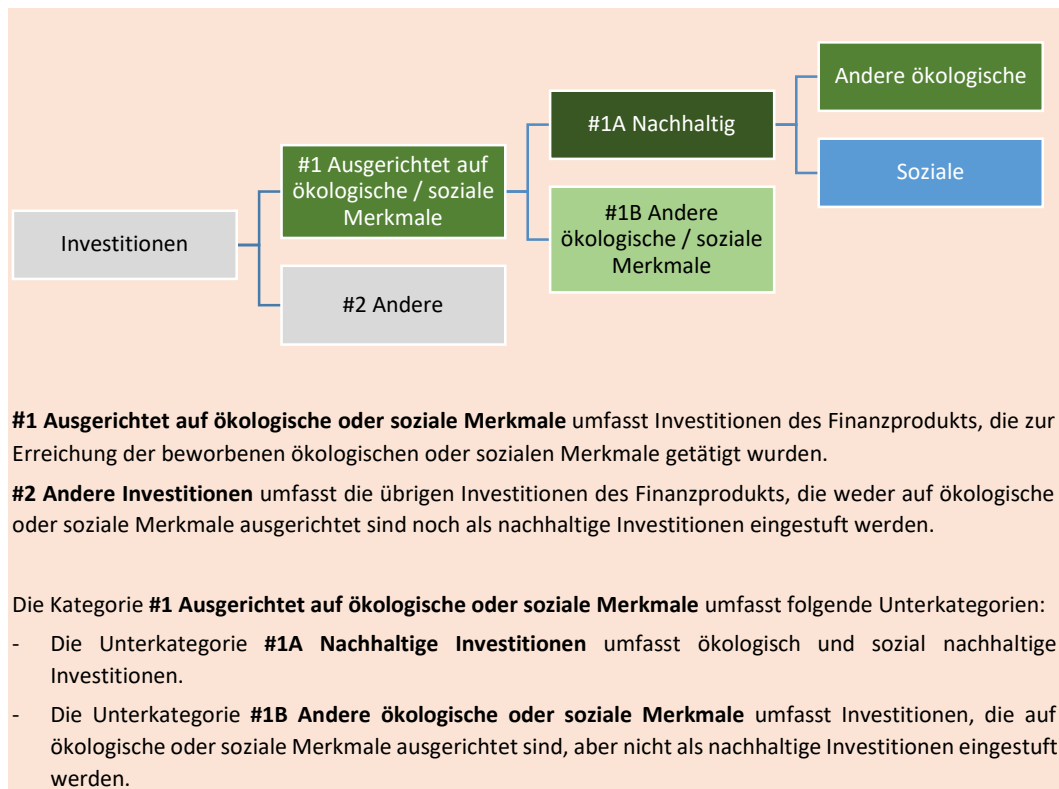 Andere ökologische
#1A Nachhaltig
#1 Ausgerichtet auf
ökologische / soziale
Merkmale
Soziale
#1B Andere
ökologische / soziale
Merkmale
Investitionen
#2 Andere
#1 Ausgerichtet auf ökologische oder soziale Merkmale umfasst Investitionen des Finanzprodukts, die zur
Erreichung der beworbenen ökologischen oder sozialen Merkmale getätigt wurden.
#2 Andere Investitionen umfasst die übrigen Investitionen des Finanzprodukts, die weder auf ökologische
oder soziale Merkmale ausgerichtet sind noch als nachhaltige Investitionen eingestuft werden.
Die Kategorie #1 Ausgerichtet auf ökologische oder soziale Merkmale umfasst folgende Unterkategorien:
- Die Unterkategorie #1A Nachhaltige Investitionen umfasst ökologisch und sozial nachhaltige
Investitionen.
- Die Unterkategorie #1B Andere ökologische oder soziale Merkmale umfasst Investitionen, die auf
ökologische oder soziale Merkmale ausgerichtet sind, aber nicht als nachhaltige Investitionen eingestuft
werden.